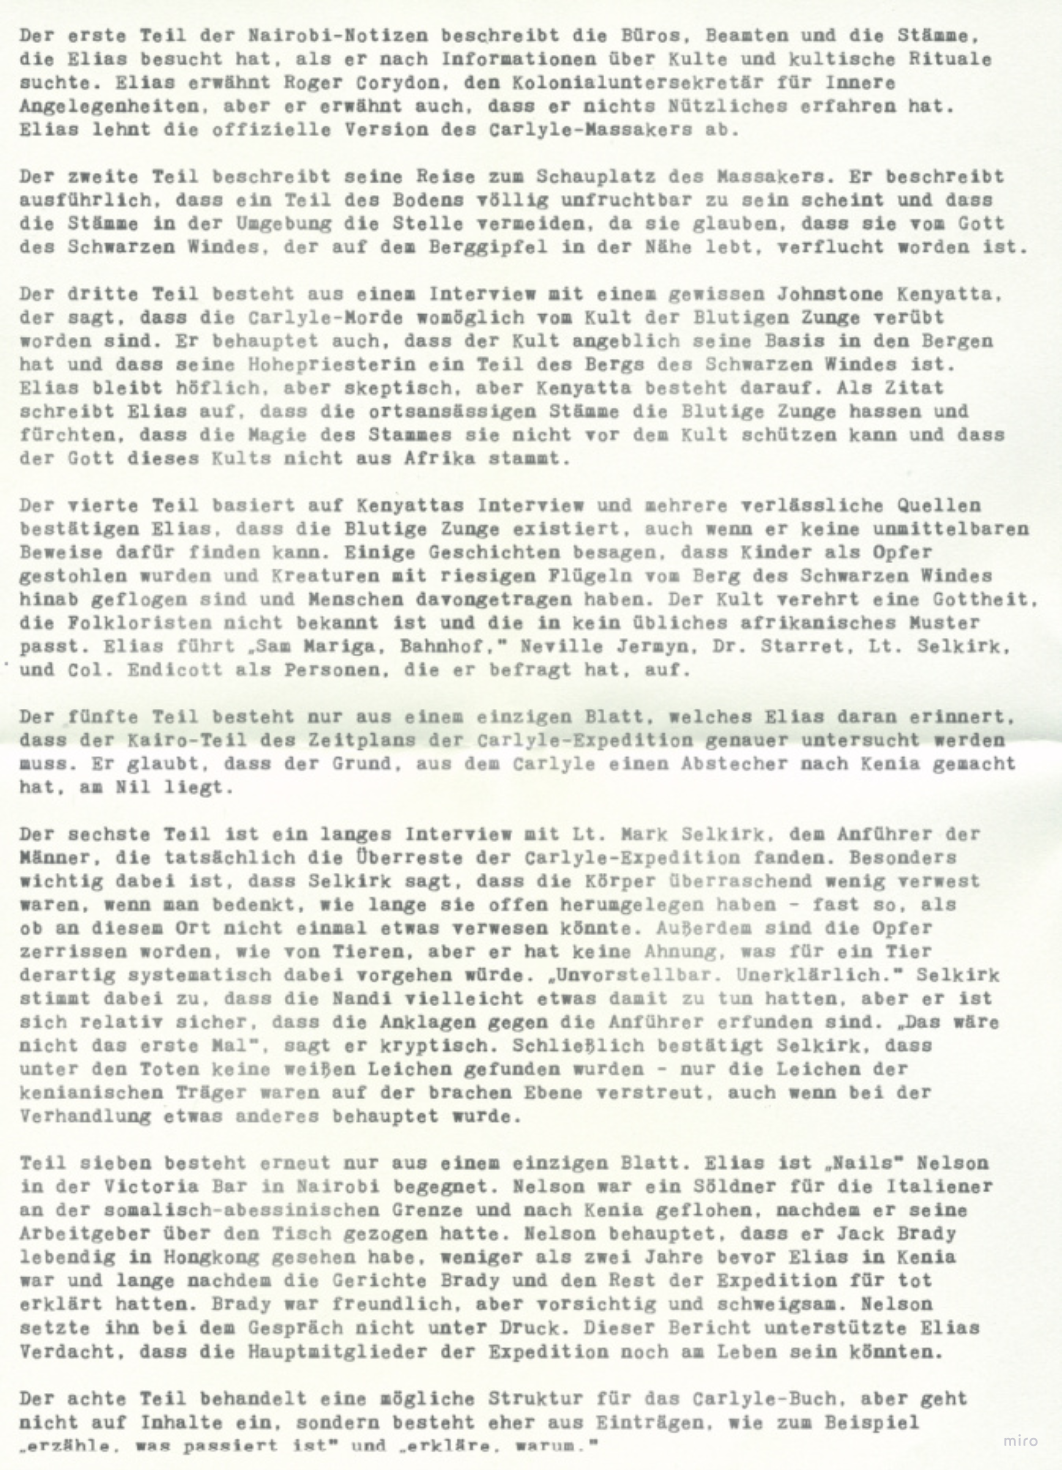 Der erste Teil der Nairobi-Notizen beschreibt die Büros, Beamten und die Stämme,
die Elias besucht hat, als er nach Informationen über Kulte und kultische Rituale
suchte. Elias erwähnt Roger Corydon, den Kolonialuntersekretär für Innere
Angelegenheiten, aber er erwähnt auch, dass er nichts Nützliches erfahren hat.
Elias lehnt die offizielle Version des Carlyle-Massakers ab.
Der zweite Teil beschreibt seine Reise zum Schauplatz des Massakers. Er beschreibt
ausführlich, dass ein Teil des Bodens völlig unfruchtbar zu sein scheint und dass
die Stämme in der Umgebung die Stelle vermeiden, da sie glauben, dass sie vom Gott
des Schwarzen Windes, der auf dem Berggipfel in der Nähe lebt, verflucht worden ist.
Der dritte Teil besteht aus einem Interview mit einem gewissen Johnstone Kenyatta,
der sagt, dass die Carlyle-Morde womöglich vom Kult der Blutigen Zunge verübt
worden sind. Er behauptet auch, dass der Kult angeblich seine Basis in den Bergen
hat und dass seine Hohepriesterin ein Teil des Bergs des Schwarzen Windes ist.
Elias bleibt höflich, aber skeptisch, aber Kenyatta besteht darauf. Als Zitat
schreibt Elias auf, dass die ortsansässigen Stämme die Blutige Zunge hassen und
fürchten, dass die Magie des Stammes sie nicht vor dem Kult schützen kann und dass
der Gott dieses Kults nicht aus Afrika stammt.
Der vierte Teil basiert auf Kenyattas Interview und mehrere verlässliche Quellen
bestätigen Elias, dass die Blutige Zunge existiert, auch wenn er keine unmittelbaren
Beweise dafür finden kann. Einige Geschichten besagen, dass Kinder als Opfer
gestohlen wurden und Kreaturen mit riesigen Flügeln vom Berg des Schwarzen Windes
hinab geflogen sind und Menschen davongetragen haben. Der Kult verehrt eine Gottheit,
die Folkloristen nicht bekannt ist und die in kein übliches afrikanisches Muster
passt. Elias führt „Sam Mariga, Bahnhof," Neville Jermyn, Dr. Starret, Lt. Selkirk,
und Col. Endicott als Personen, die er befragt hat, auf.
Der fünfte Teil besteht nur aus einem einzigen Blatt, welches Elias daran erinnert,
dass der Kairo-Teil des Zeitplans der Carlyle-Expedition genauer untersucht werden
muss. Er glaubt, dass der Grund, aus dem Carlyle einen Abstecher nach Kenia gemacht
hat, am Nil liegt.
Der sechste Teil ist ein langes Interview mit Lt. Mark Selkirk, dem Anführer der
Männer, die tatsächlich die Überreste der Carlyle-Expedition fanden. Besonders
wichtig dabei ist, dass Selkirk sagt, dass die Körper überraschend wenig verwest
waren, wenn man bedenkt, wie lange sie offen herumgelegen haben - fast so, als
ob an diesem Ort nicht einmal etwas verwesen könnte. Außerdem sind die Opfer
zerrissen worden, wie von Tieren, aber er hat keine Ahnung, was für ein Tier
derartig systematisch dabei vorgehen würde. „Unvorstellbar. Unerklärlich." Selkirk
stimmt dabei zu, dass die Nandi vielleicht etwas damit zu tun hatten, aber er ist
sich relativ sicher, dass die Anklagen gegen die Anführer erfunden sind. „Das wäre
nicht das erste Mal", sagt er kryptisch. Schließlich bestätigt Selkirk, dass
unter den Toten keine weißen Leichen gefunden wurden - nur die Leichen der
kenianischen Träger waren auf der brachen Ebene verstreut, auch wenn bei der
Verhandlung etwas anderes behauptet wurde.
Teil sieben besteht erneut nur aus einem einzigen Blatt. Elias ist „Nails" Nelson
in der Victoria Bar in Nairobi begegnet. Nelson war ein Söldner für die Italiener
an der somalisch-abessinischen Grenze und nach Kenia geflohen, nachdem er seine
Arbeitgeber über den Tisch gezogen hatte. Nelson behauptet, dass er Jack Brady
lebendig in Hongkong gesehen habe, weniger als zwei Jahre bevor Elias in Kenia
war und lange nachdem die Gerichte Brady und den Rest der Expedition für tot
erklärt hatten. Brady war freundlich, aber vorsichtig und schweigsam. Nelson
setzte ihn bei dem Gespräch nicht unter Druck. Dieser Bericht unterstützte Elias
Verdacht, dass die Hauptmitglieder der Expedition noch am Leben sein könnten.
Der achte Teil behandelt eine mögliche Struktur für das Carlyle-Buch, aber geht
nicht auf Inhalte ein, sondern besteht eher aus Einträgen, wie zum Beispiel
„erzähle, was passiert ist" und „erkläre, warum."
miro